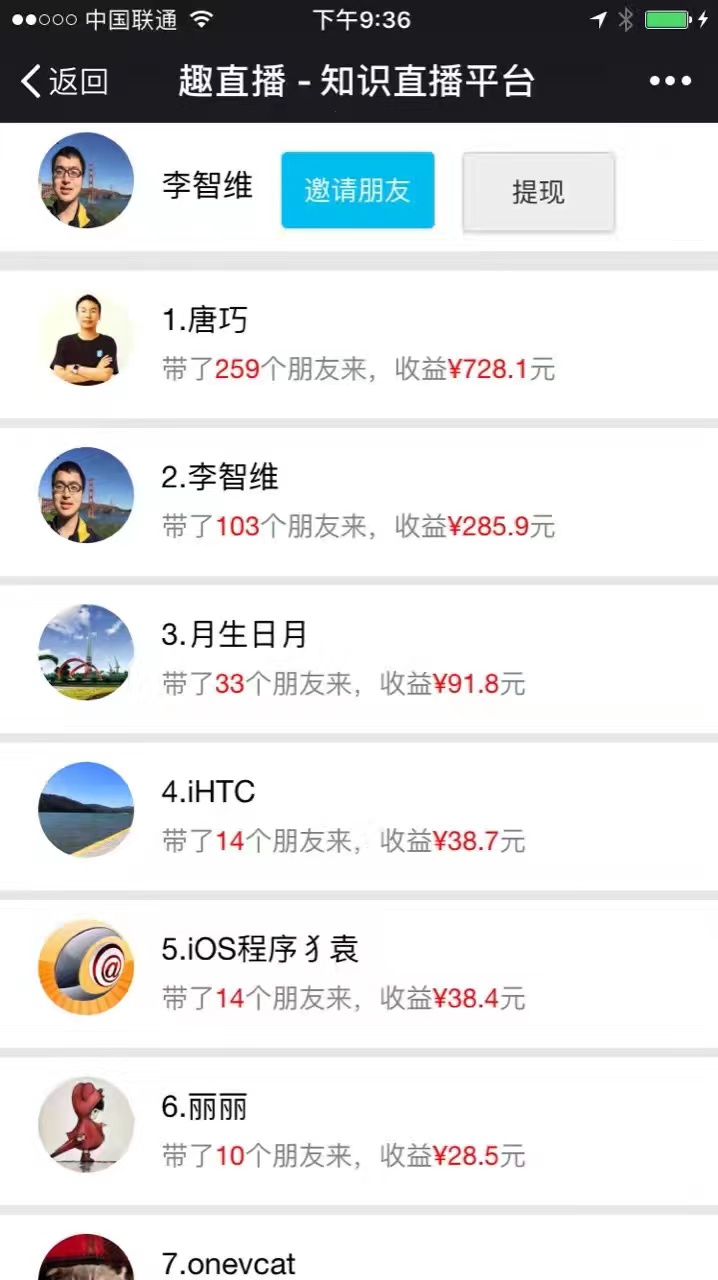 中国联通 下午9:36
返回 趣直播 - 知识直播平台
李智维 邀请朋友 提现
1.唐巧
带了259个朋友来，收益¥728.1元
2.李智维
带了103个朋友来，收益¥285.9元
3.月生日月
带了33个朋友来，收益¥91.8元
4.iHTC
带了14个朋友来，收益¥38.7元
5.iOS程序犭袁
带了14个朋友来，收益¥38.4元
6.丽丽
带了10个朋友来，收益¥28.5元
7.onevcat